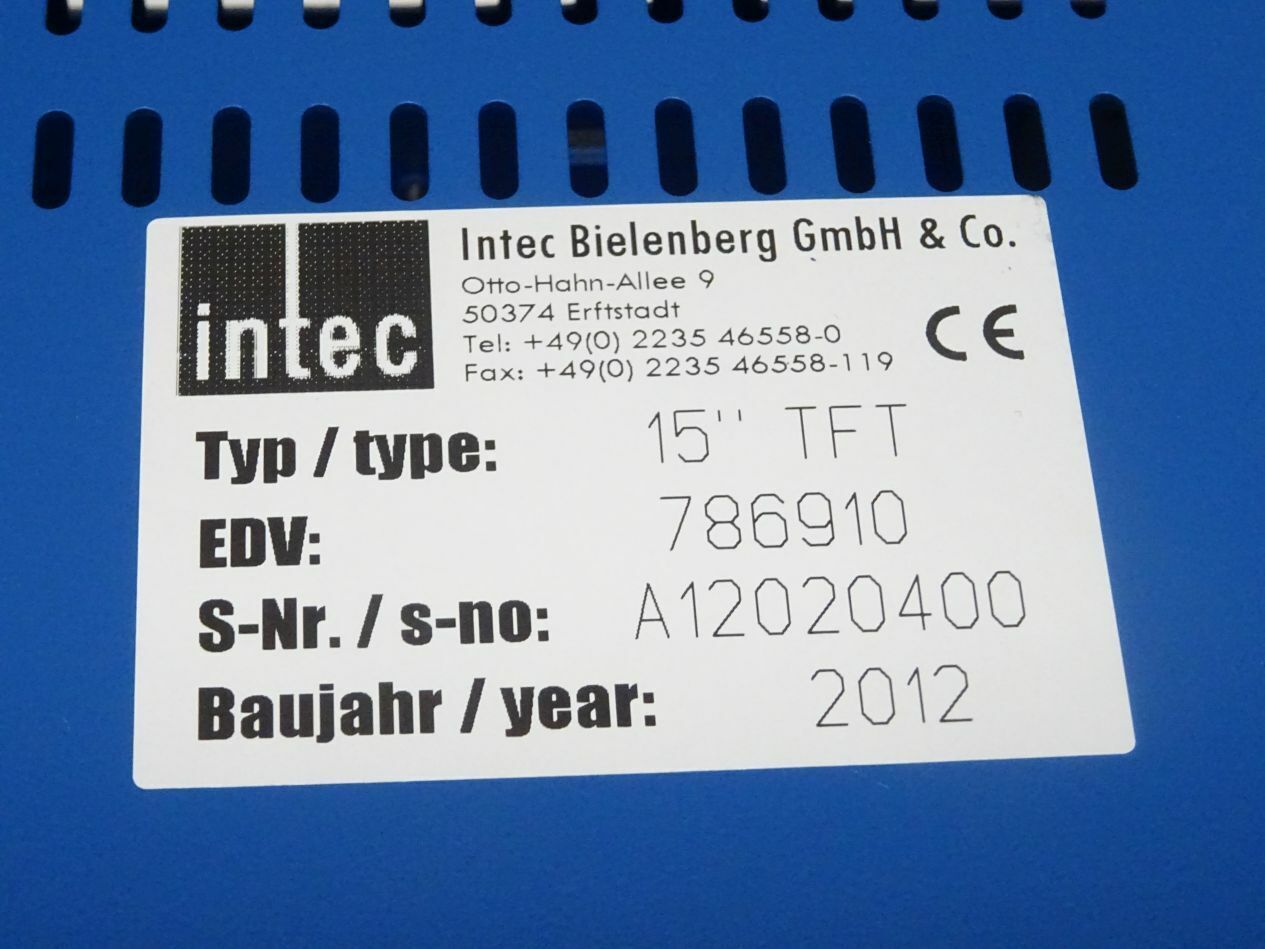 intec
Intec Bielenberg GmbH & Co.
Otto-Hahn-Allee 9
50374 Erftstadt
Tel: +49(0) 2235 46558-0
Fax: +49(0) 2235 46558-119
CE
Typ / type: 15'' TFT
EDV: 786910
S-Nr. / s-no: A12020400
Baujahr / year: 2012